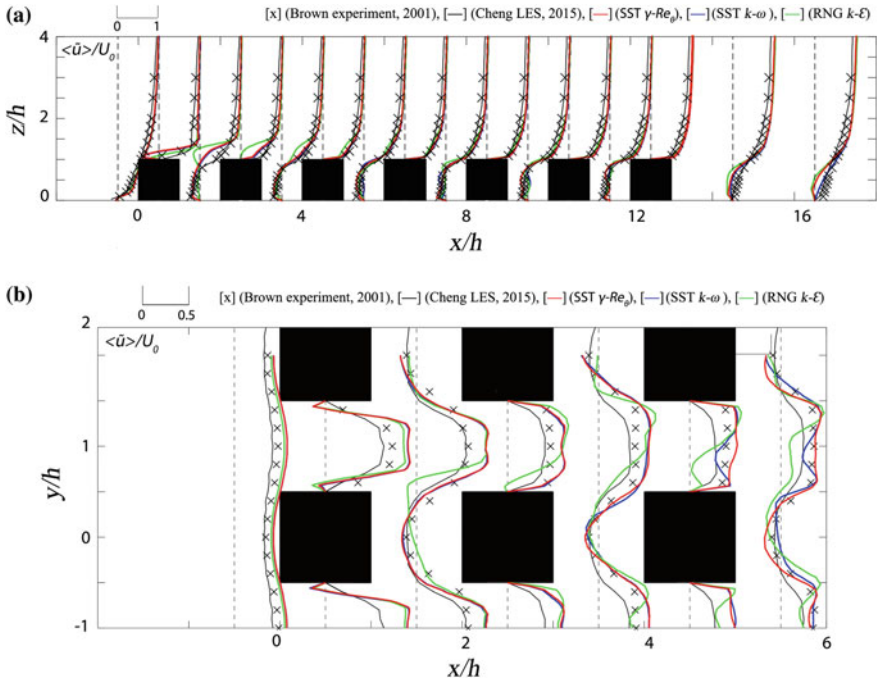 (a)
[x] (Brown experiment, 2001), [—] (Cheng LES, 2015), [—] (SST γ-Reθ), [—] (SST k-ω), [—] (RNG k-ε)
0 1
<ū>/U0
4
3
2
1
0
z/h
0 4 8 12 16
x/h
(b)
[x] (Brown experiment, 2001), [—] (Cheng LES, 2015), [—] (SST γ-Reθ), [—] (SST k-ω), [—] (RNG k-ε)
0 0.5
<ū>/U0
2
1
0
-1
y/h
0 2 4 6
x/h